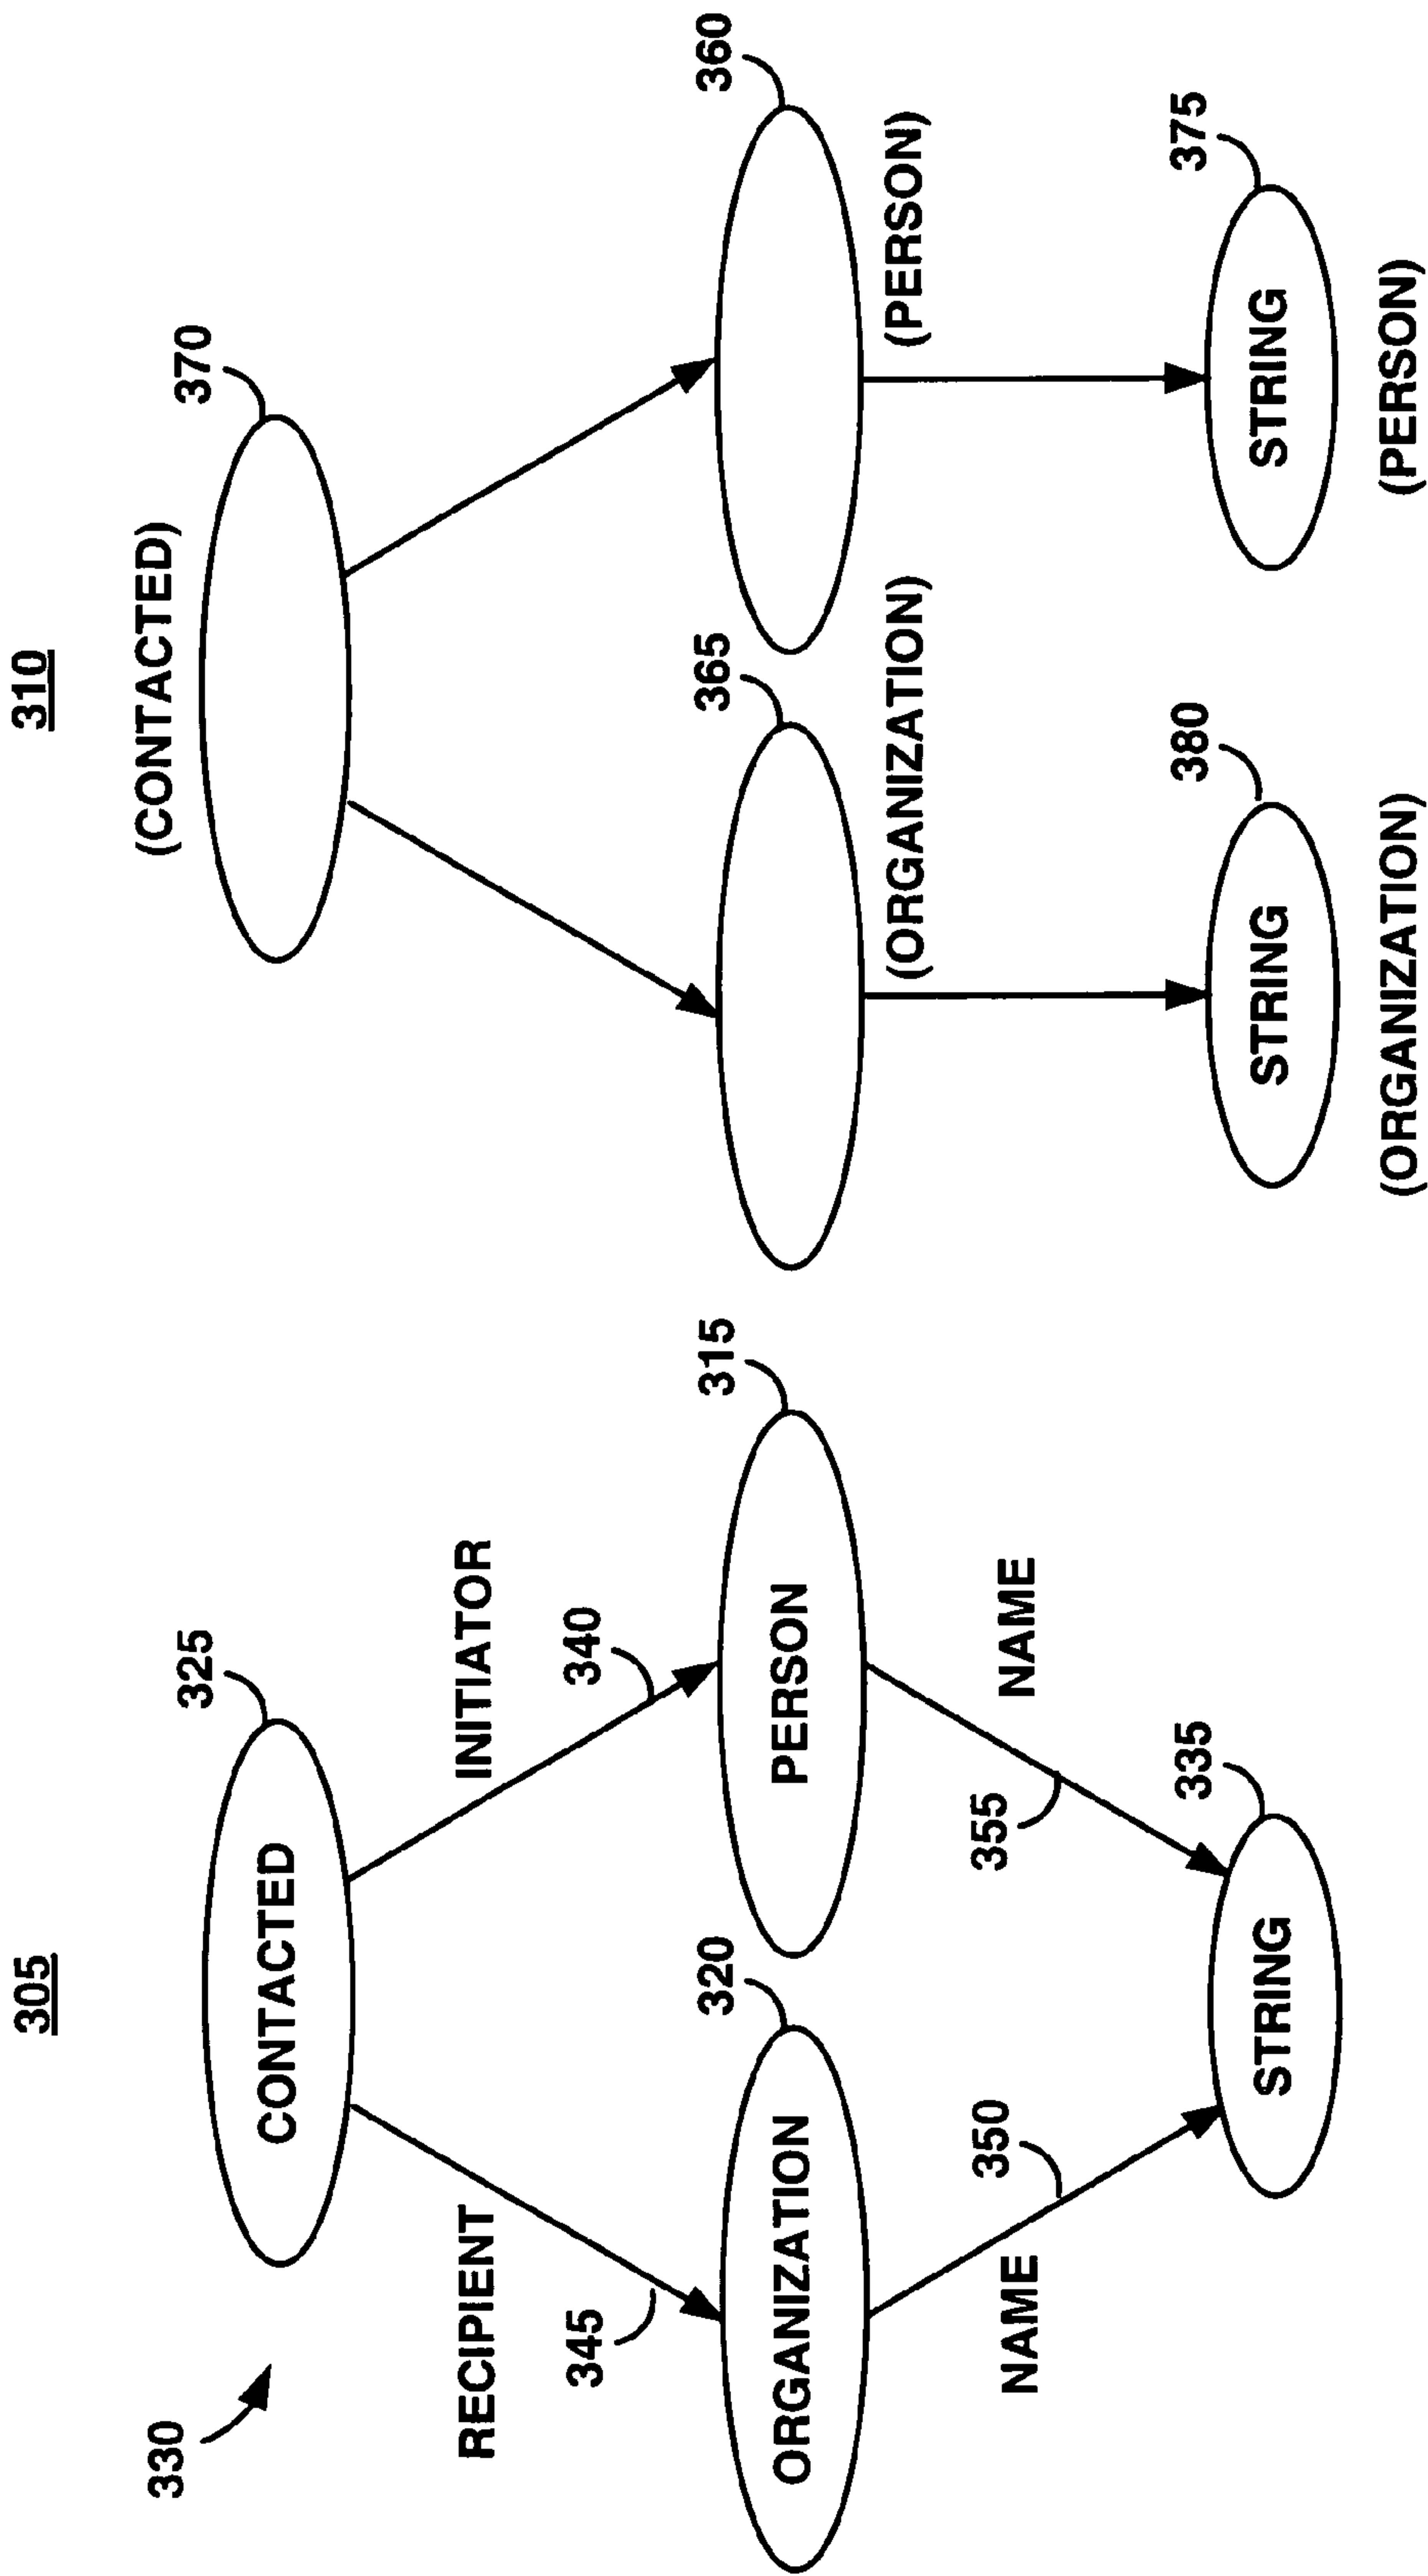 305
330
CONTACTED
325
RECIPIENT
345
INITIATOR
340
ORGANIZATION
320
PERSON
315
NAME
350
355
NAME
STRING
335
310
(CONTACTED)
370
365
360
(ORGANIZATION)
(PERSON)
STRING
380
STRING
375
(ORGANIZATION)
(PERSON)